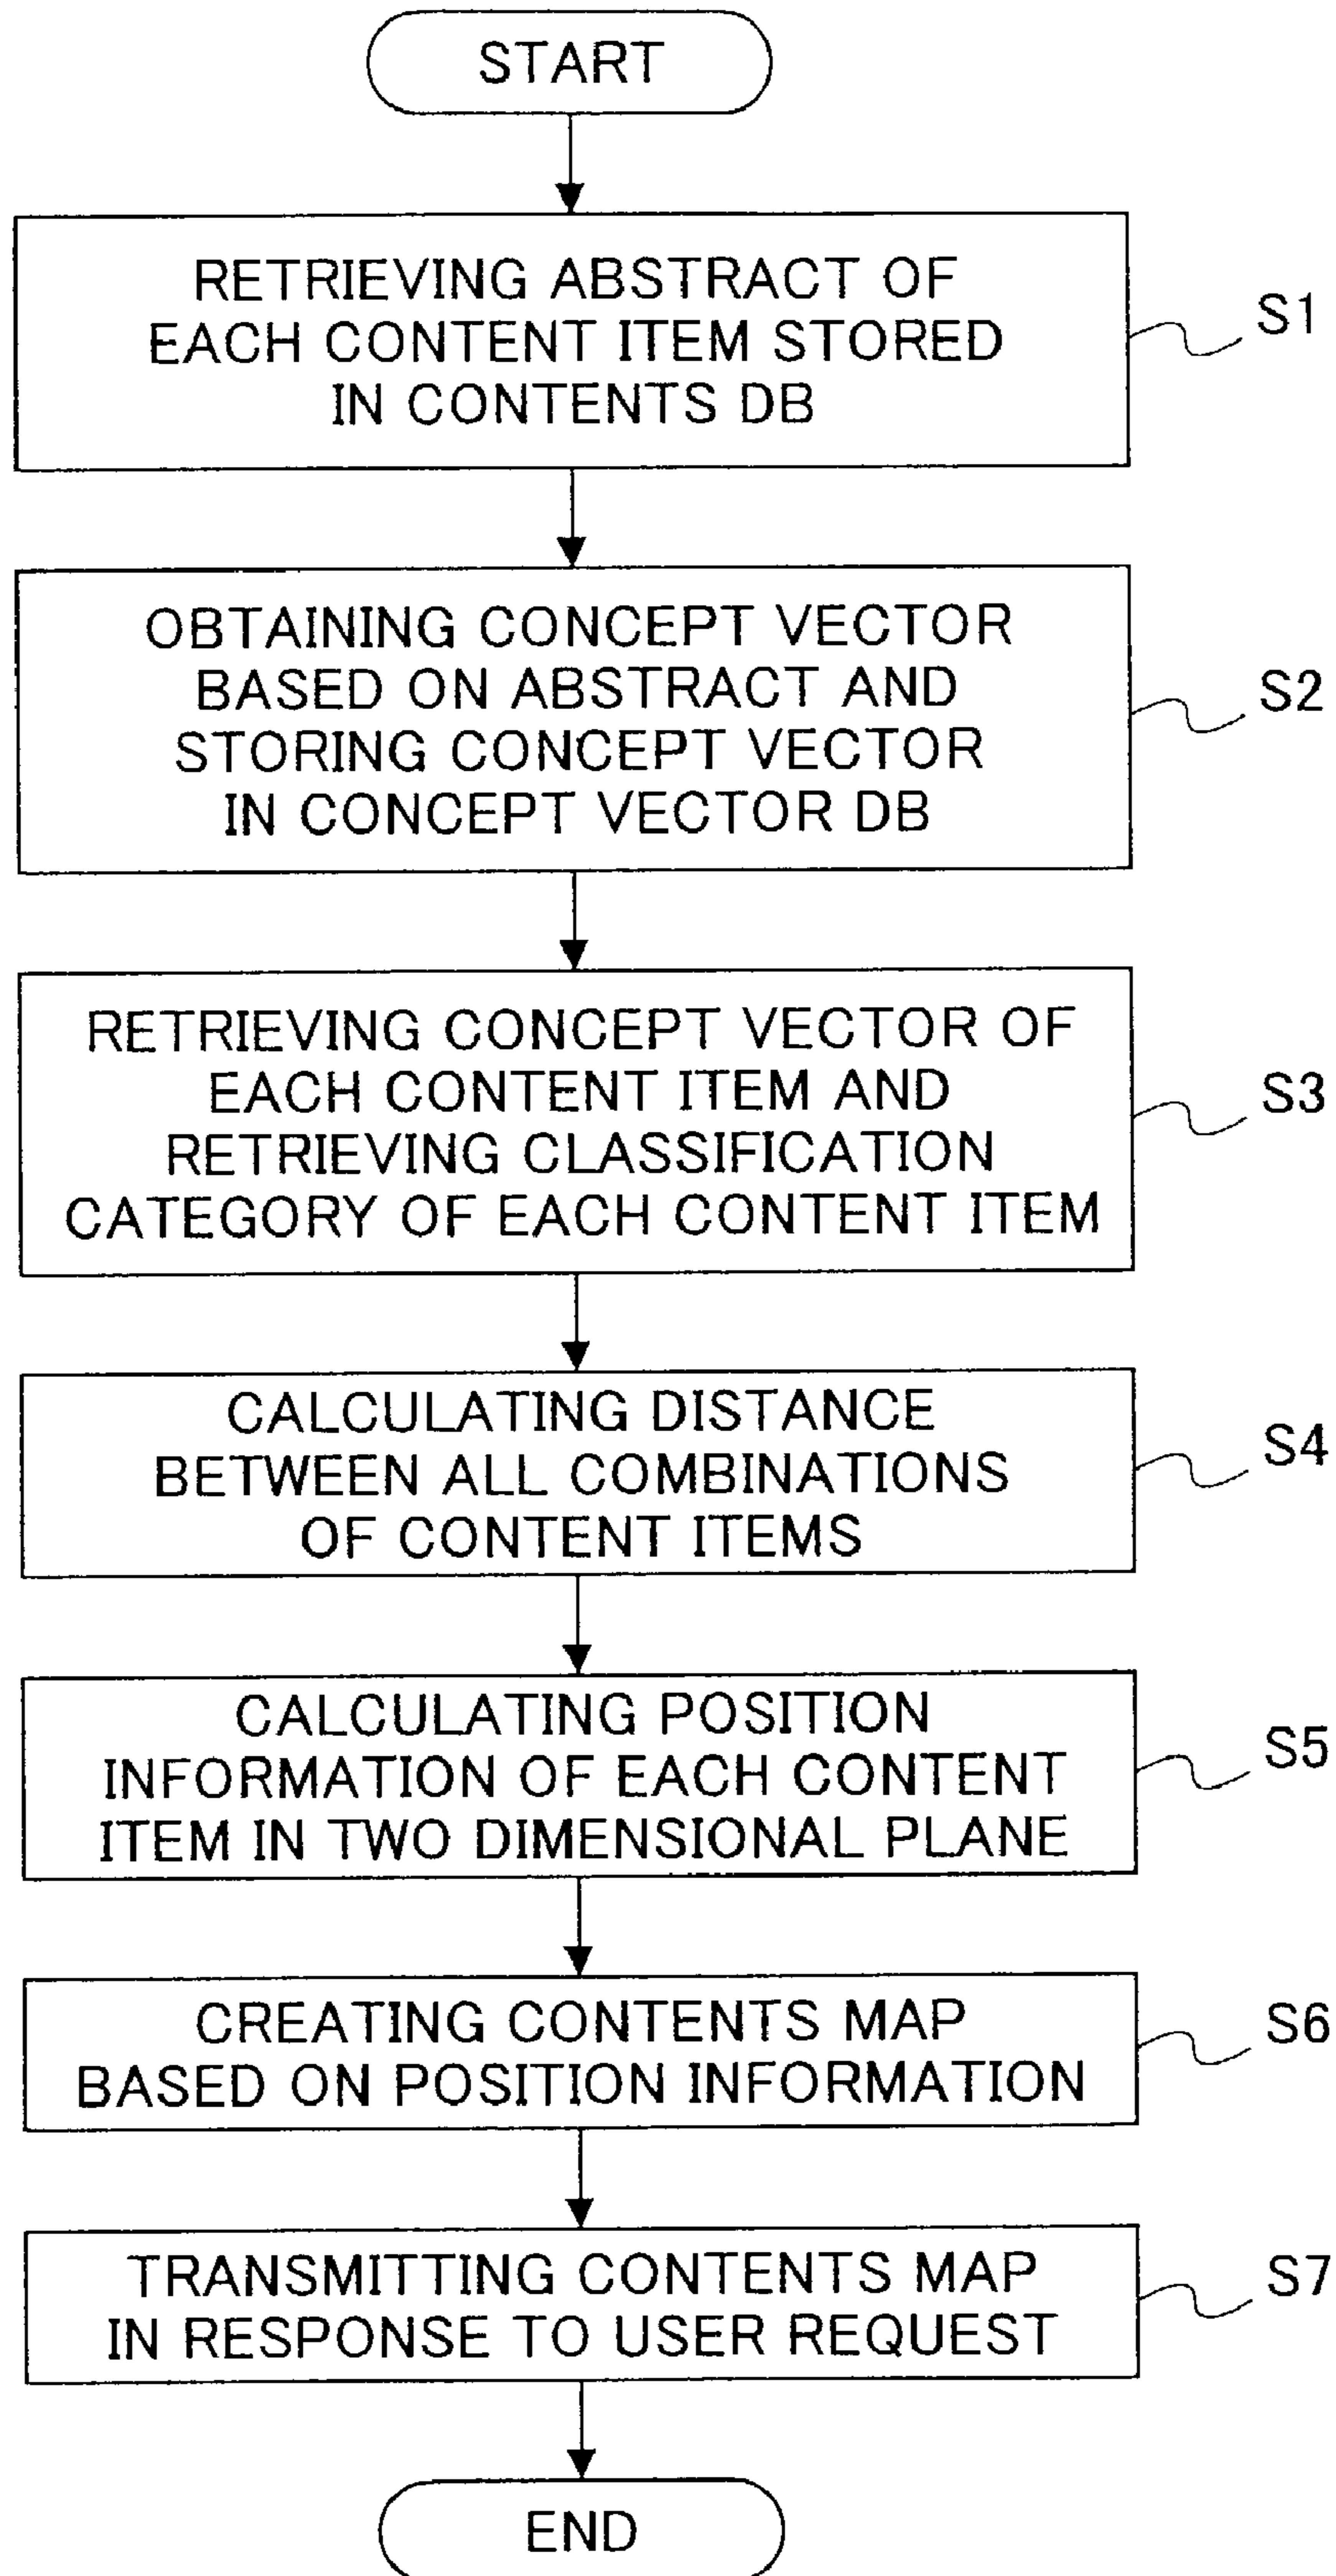 START
RETRIEVING ABSTRACT OF
EACH CONTENT ITEM STORED
IN CONTENTS DB
S1
OBTAINING CONCEPT VECTOR
BASED ON ABSTRACT AND
STORING CONCEPT VECTOR
IN CONCEPT VECTOR DB
S2
RETRIEVING CONCEPT VECTOR OF
EACH CONTENT ITEM AND
RETRIEVING CLASSIFICATION
CATEGORY OF EACH CONTENT ITEM
S3
CALCULATING DISTANCE
BETWEEN ALL COMBINATIONS
OF CONTENT ITEMS
S4
CALCULATING POSITION
INFORMATION OF EACH CONTENT
ITEM IN TWO DIMENSIONAL PLANE
S5
CREATING CONTENTS MAP
BASED ON POSITION INFORMATION
S6
TRANSMITTING CONTENTS MAP
IN RESPONSE TO USER REQUEST
S7
END